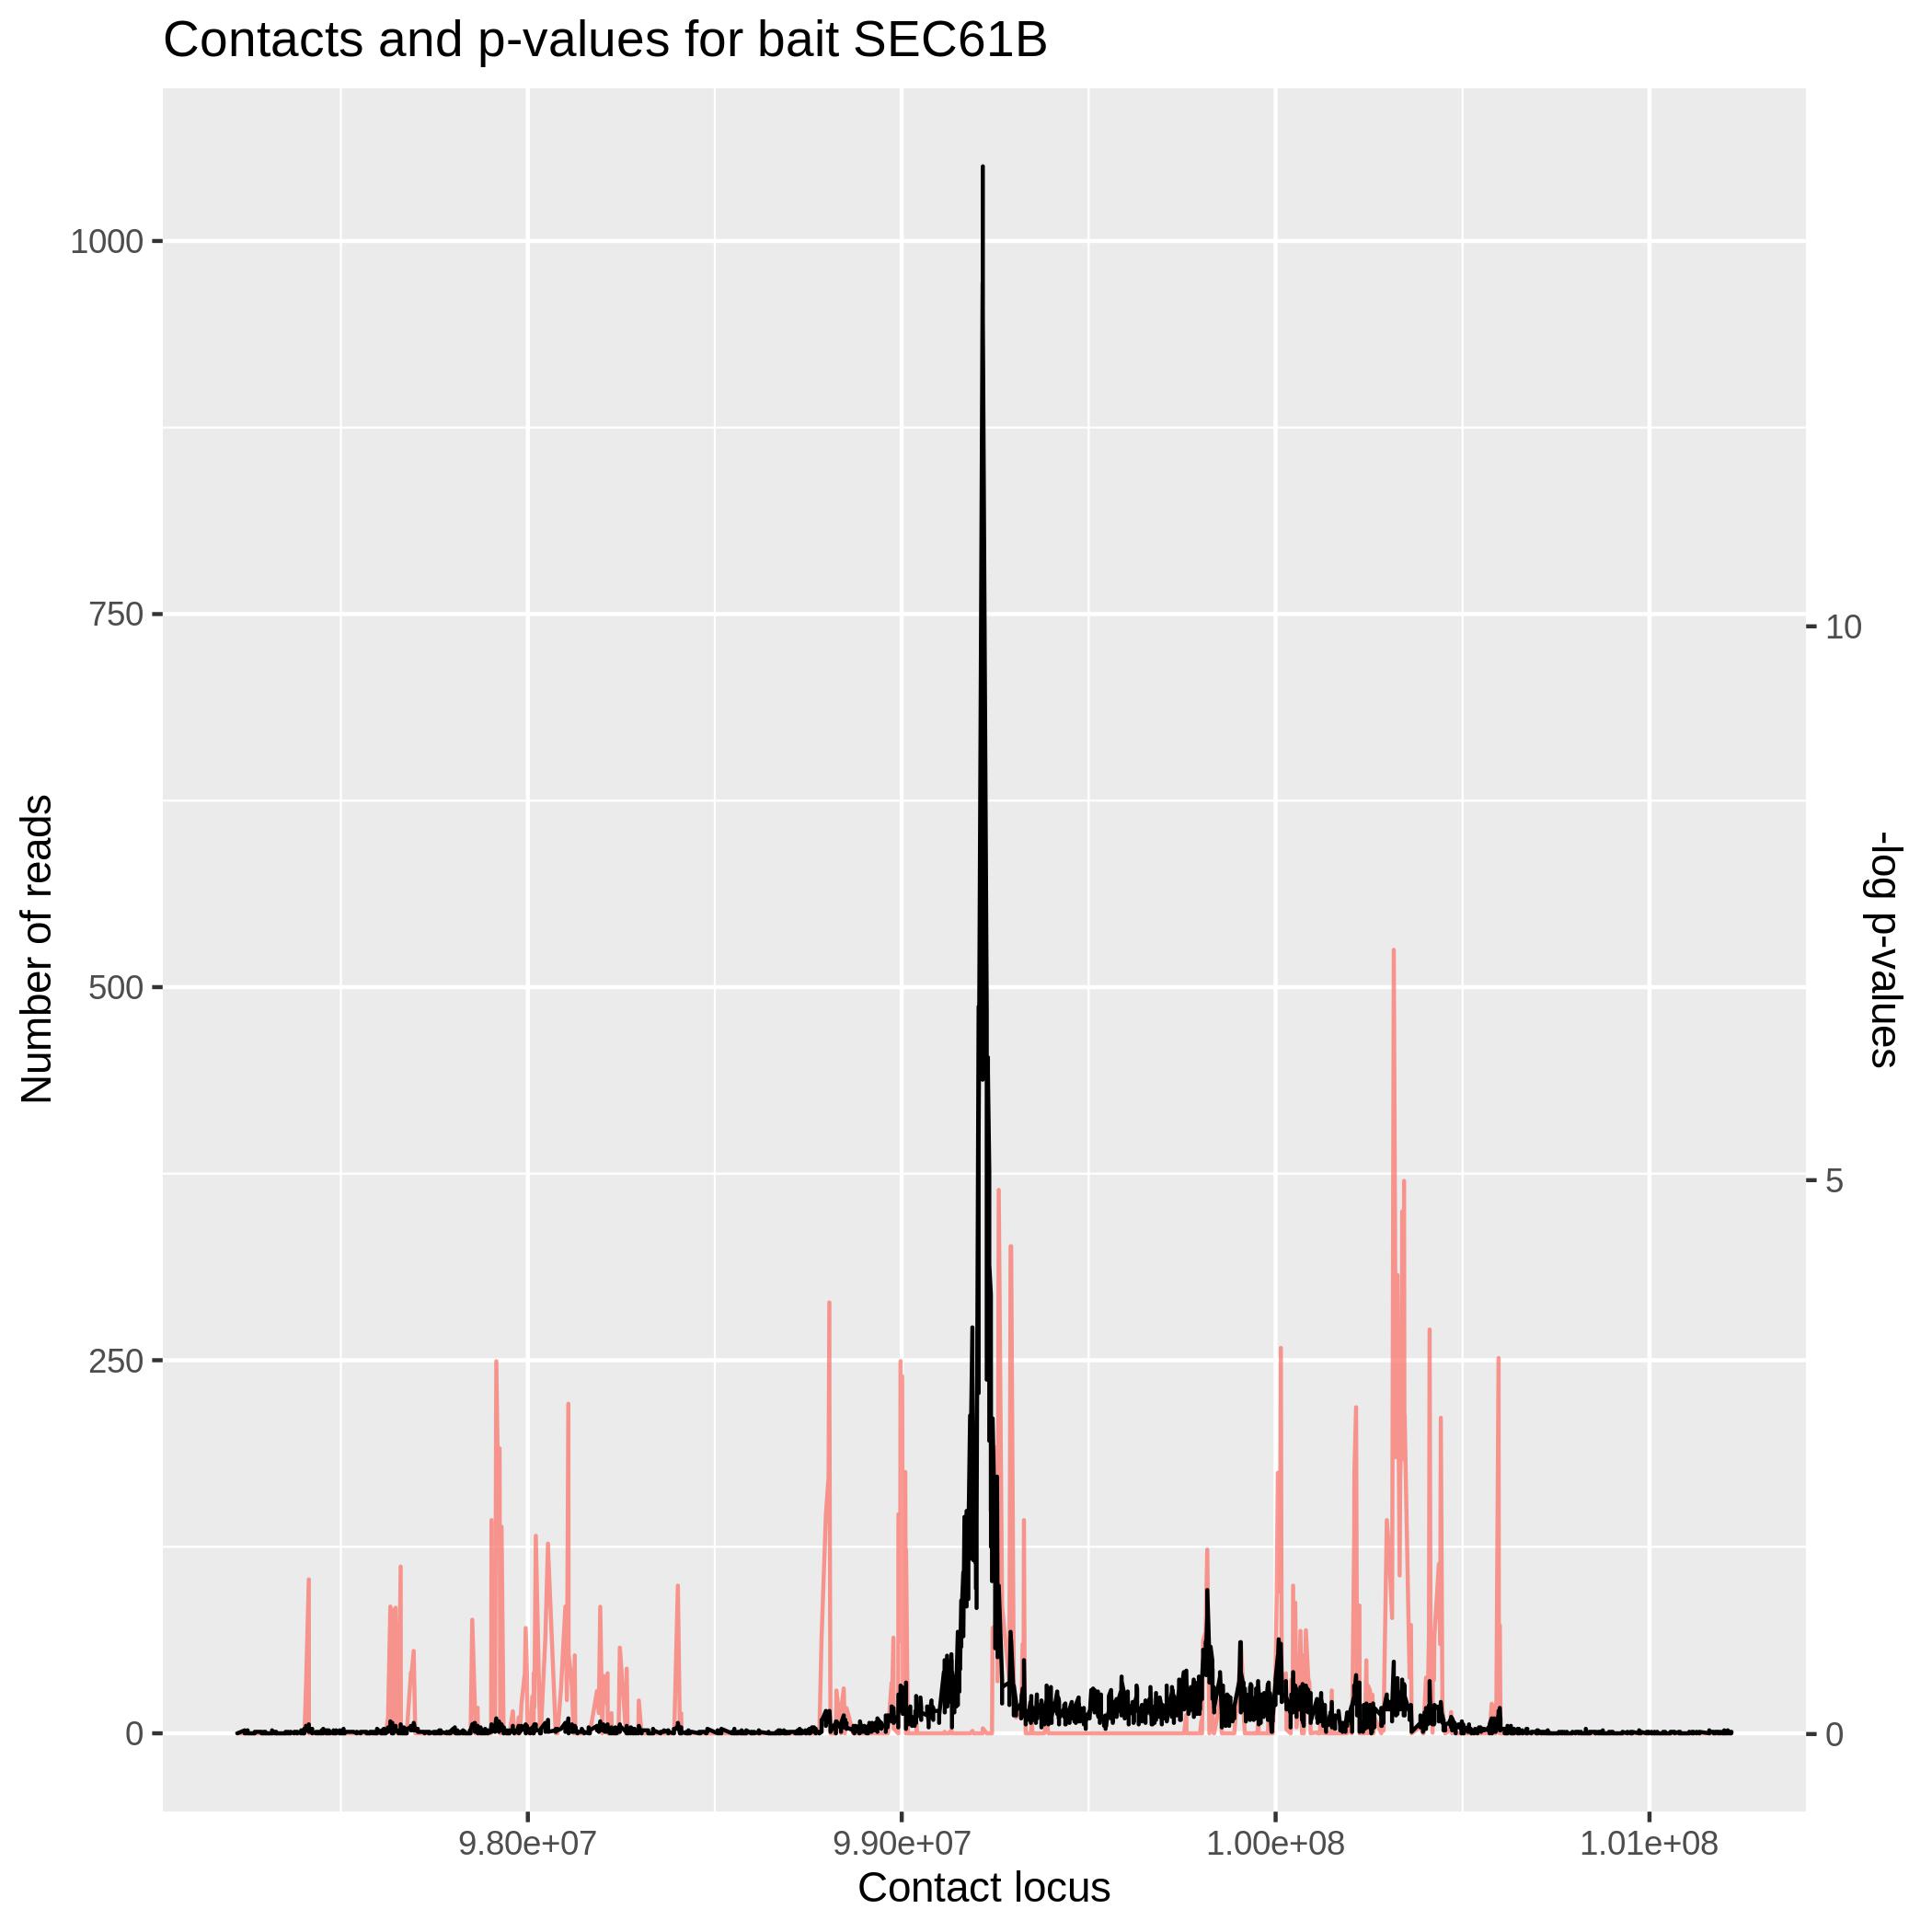 Contacts and p-values for bait SEC61B
1000
750
500
250
0
Number of reads
10
5
0
-log p-values
9.80e+07
9.90e+07
1.00e+08
1.01e+08
Contact locus